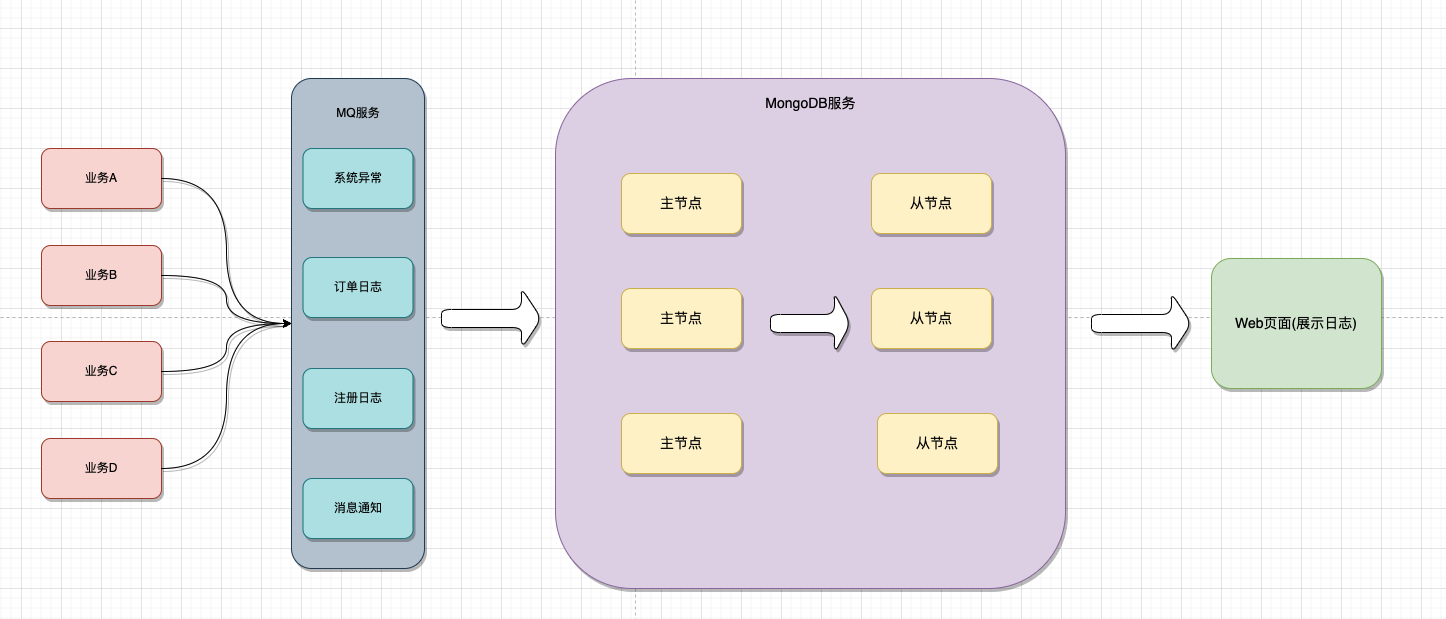 业务A
业务B
业务C
业务D
MQ服务
系统异常
订单日志
注册日志
消息通知
MongoDB服务
主节点
从节点
主节点
从节点
主节点
从节点
Web页面(展示日志)